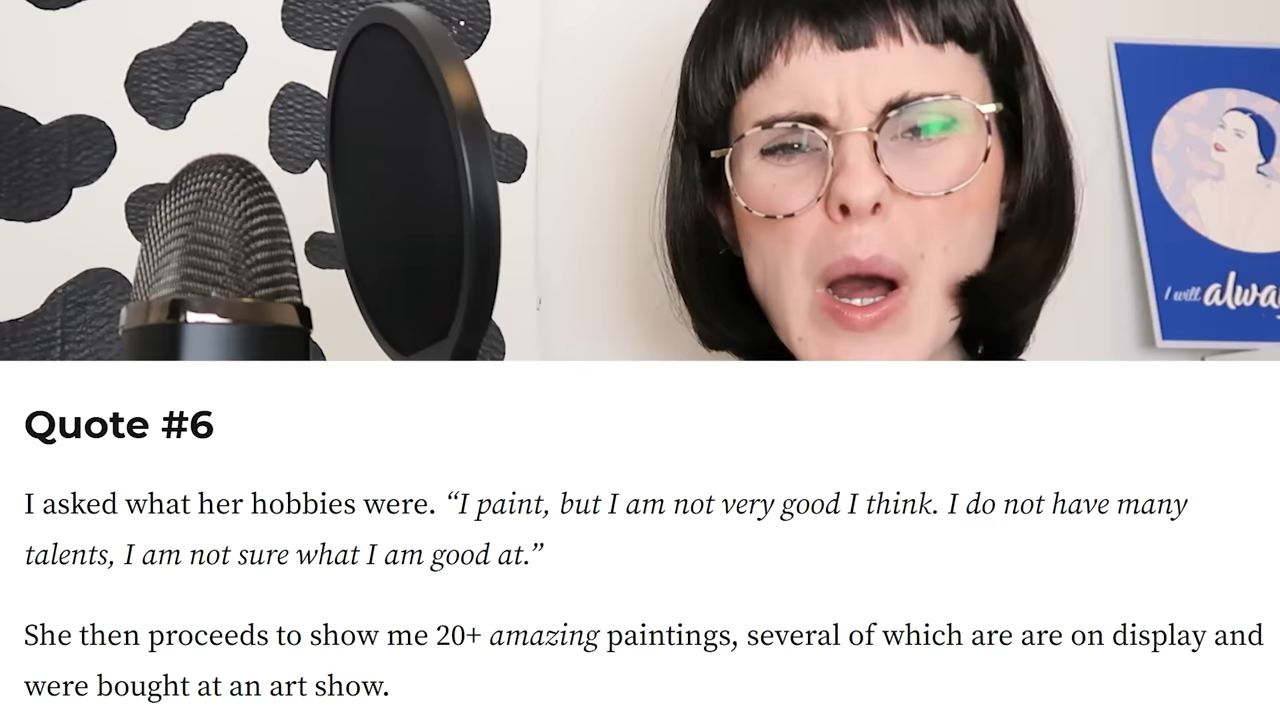 I will alway
Quote #6
I asked what her hobbies were. “I paint, but I am not very good I think. I do not have many
talents, I am not sure what I am good at.”
She then proceeds to show me 20+ amazing paintings, several of which are are on display and
were bought at an art show.